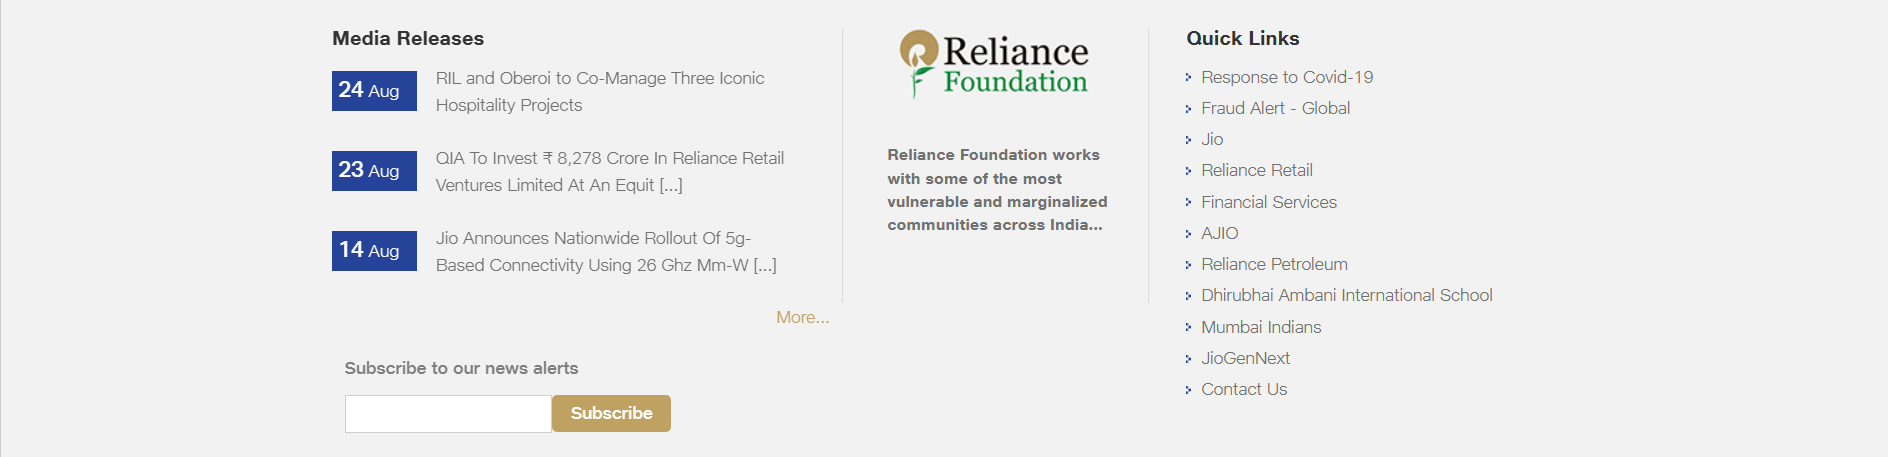 Media Releases
24 Aug
RIL and Oberoi to Co-Manage Three Iconic
Hospitality Projects
23 Aug
QIA To Invest ₹ 8,278 Crore In Reliance Retail
Ventures Limited At An Equit [...]
14 Aug
Jio Announces Nationwide Rollout Of 5g-
Based Connectivity Using 26 Ghz Mm-W [...]
More...
Subscribe to our news alerts
Subscribe
Reliance
Foundation
Reliance Foundation works
with some of the most
vulnerable and marginalized
communities across India...
Quick Links
Response to Covid-19
Fraud Alert - Global
Jio
Reliance Retail
Financial Services
AJIO
Reliance Petroleum
Dhirubhai Ambani International School
Mumbai Indians
JioGenNext
Contact Us